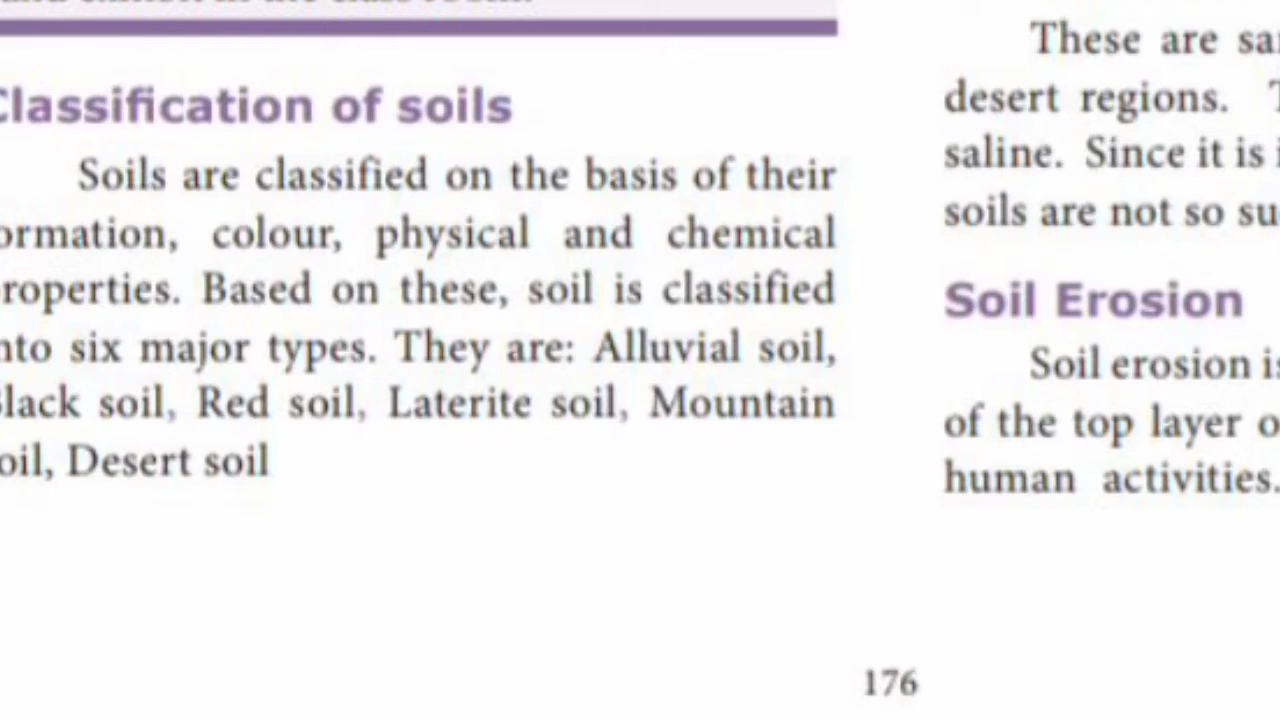 Classification of soils
Soils are classified on the basis of their
ormation, colour, physical and chemical
roperties. Based on these, soil is classified
nto six major types. They are: Alluvial soil,
lack soil, Red soil, Laterite soil, Mountain
oil, Desert soil
These are
desert regions.
saline. Since it is
soils are not so
Soil Erosion
Soil erosion is
of the top layer
human activities.
176